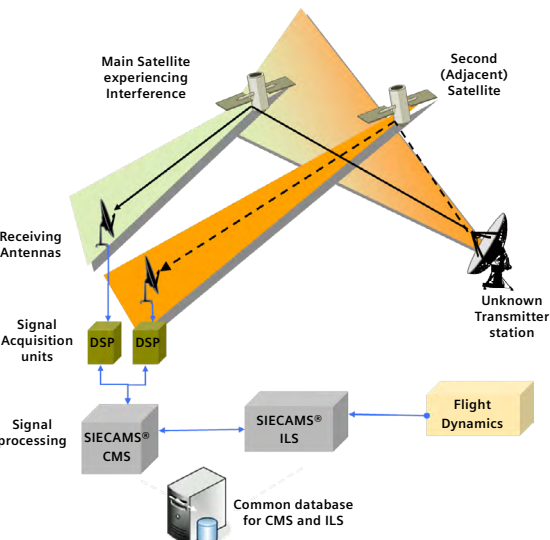 Main Satellite
experiencing
Interference
Second
(Adjacent)
Satellite
Receiving
Antennas
Unknown
Transmitter
station
Signal
Acquisition
units
DSP
DSP
Signal
processing
SIECAMS®
CMS
SIECAMS®
ILS
Flight
Dynamics
Common database
for CMS and ILS